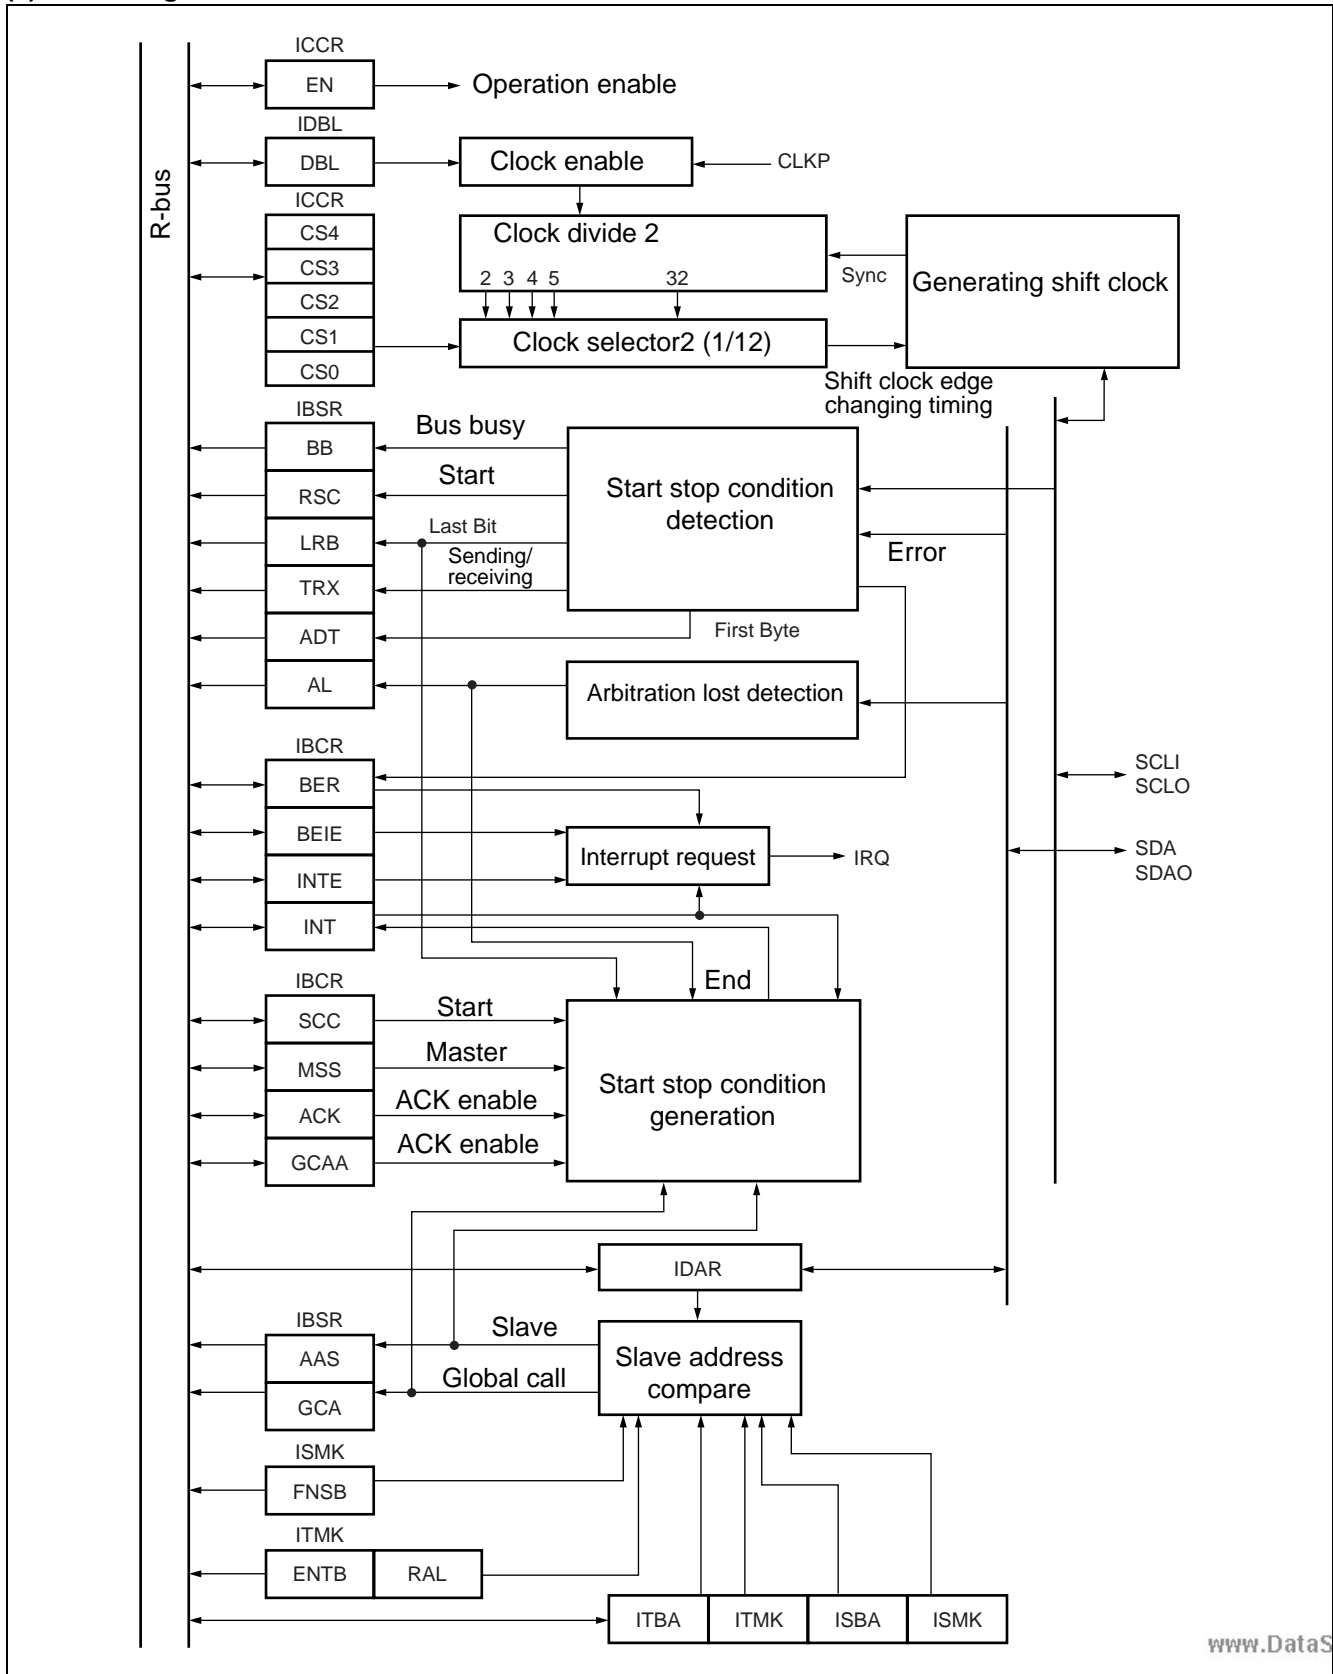 ICCR
EN
Operation enable
IDBL
DBL
Clock enable
CLKP
R-bus
ICCR
CS4
CS3
CS2
CS1
CS0
Clock divide 2
2 3 4 5 32
Sync
Generating shift clock
Clock selector2 (1/12)
Shift clock edge
changing timing
IBSR
BB
RSC
LRB
TRX
ADT
AL
Bus busy
Start
Last Bit
Sending/
receiving
First Byte
Start stop condition
detection
Error
Arbitration lost detection
SCLI
SCLO
SDA
SDAO
IBCR
BER
BEIE
INTE
INT
Interrupt request
IRQ
End
IBCR
SCC
MSS
ACK
GCAA
Start
Master
ACK enable
ACK enable
Start stop condition
generation
IDAR
IBSR
AAS
GCA
Slave
Global call
Slave address
compare
ISMK
FNSB
ITMK
ENTB RAL
ITBA ITMK ISBA ISMK
www.DataS